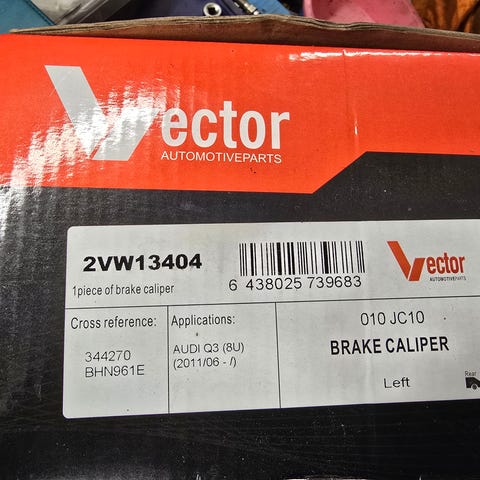 Vector
AUTOMOTIVEPARTS
2VW13404
1piece of brake caliper
6 438025 739683
Vector
AUTOMOTIVEPARTS
Cross reference:
344270
BHN961E
Applications:
AUDI Q3 (8U)
(2011/06 - /)
010 JC10
BRAKE CALIPER
Left
Rear